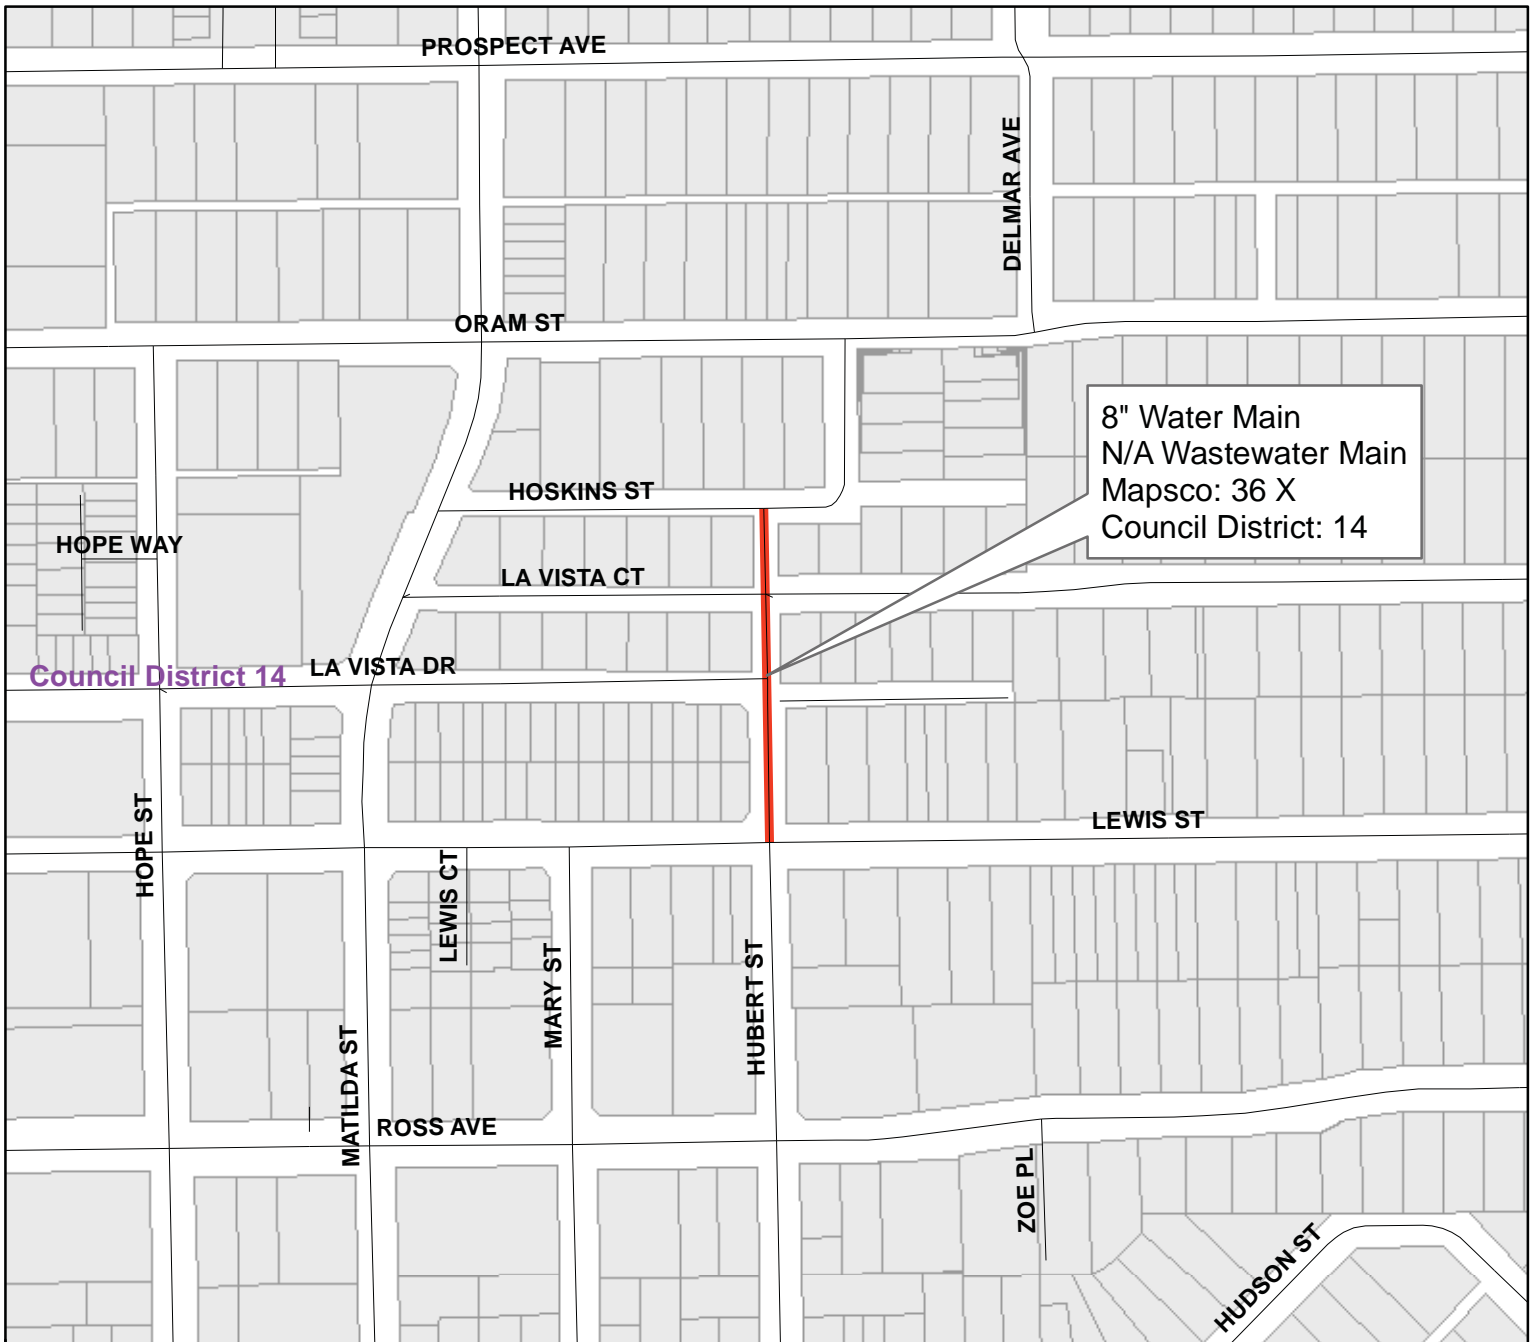 PROSPECT AVE
DELMAR AVE
ORAM ST
8" Water Main
N/A Wastewater Main
Mapsco: 36 X
Council District: 14
HOSKINS ST
HOPE WAY
LA VISTA CT
LA VISTA DR
Council District 14
HOPE ST
LEWIS ST
LEWIS CT
MARY ST
HUBERT ST
MATILDA ST
ROSS AVE
ZOE PL
HUDSON ST